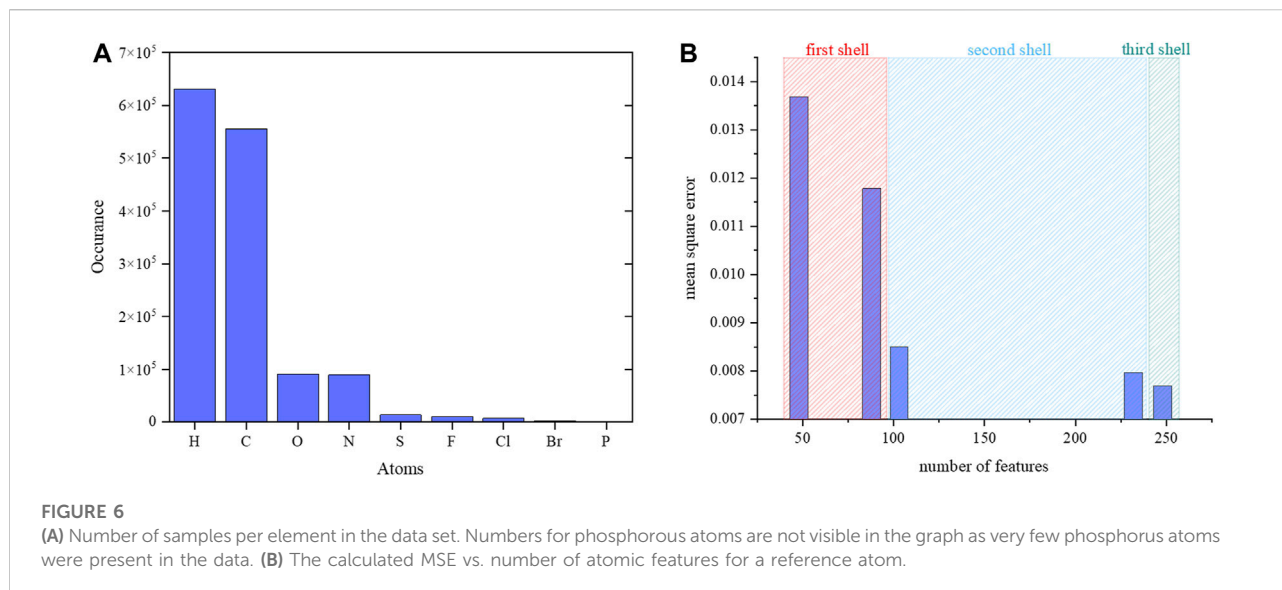 A
7×10⁵
6×10⁵
5×10⁵
4×10⁵
3×10⁵
2×10⁵
1×10⁵
0
Occurance
H C O N S F Cl Br P
Atoms
B
first shell second shell third shell
0.014
0.013
0.012
0.011
0.010
0.009
0.008
0.007
mean square error
50 100 150 200 250
number of features
FIGURE 6
(A) Number of samples per element in the data set. Numbers for phosphorous atoms are not visible in the graph as very few phosphorus atoms
were present in the data. (B) The calculated MSE vs. number of atomic features for a reference atom.